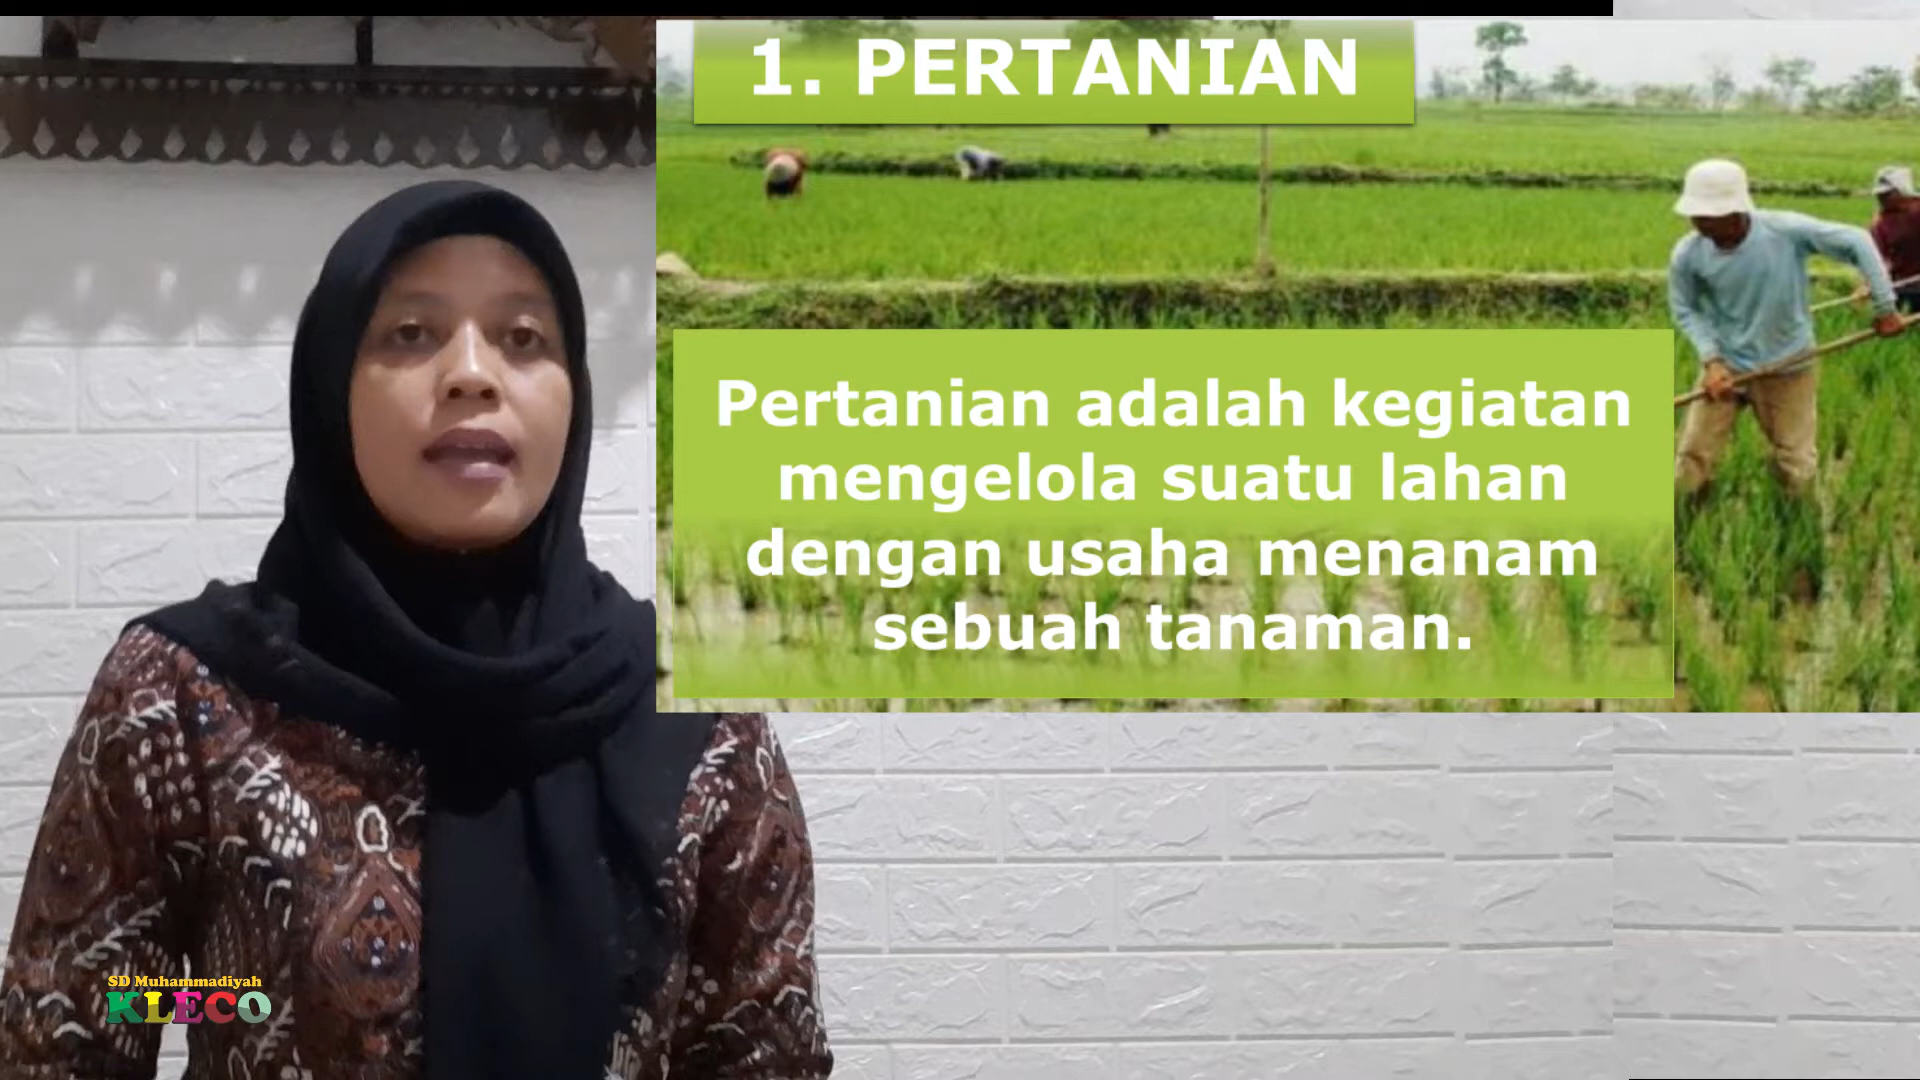 1. PERTANIAN
Pertanian adalah kegiatan
mengelola suatu lahan
dengan usaha menanam
sebuah tanaman.
SD Muhammadiyah
KLECO